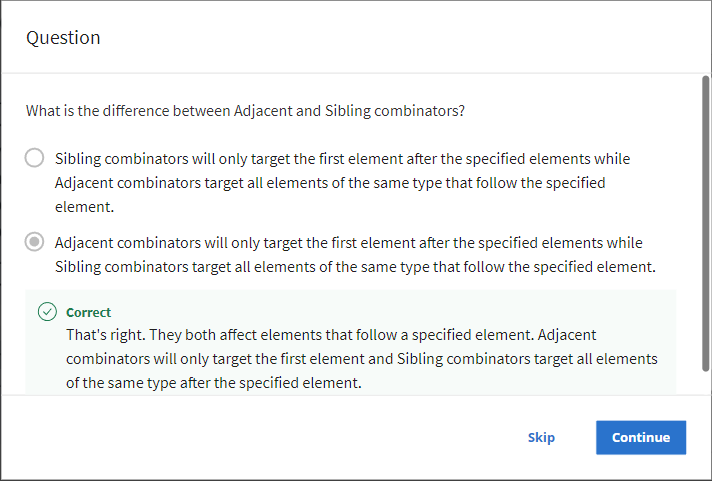 Question
What is the difference between Adjacent and Sibling combinators?
Sibling combinators will only target the first element after the specified elements while
Adjacent combinators target all elements of the same type that follow the specified
element.
Adjacent combinators will only target the first element after the specified elements while
Sibling combinators target all elements of the same type that follow the specified element.
Correct
That's right. They both affect elements that follow a specified element. Adjacent
combinators will only target the first element and Sibling combinators target all elements
of the same type after the specified element.
Skip
Continue